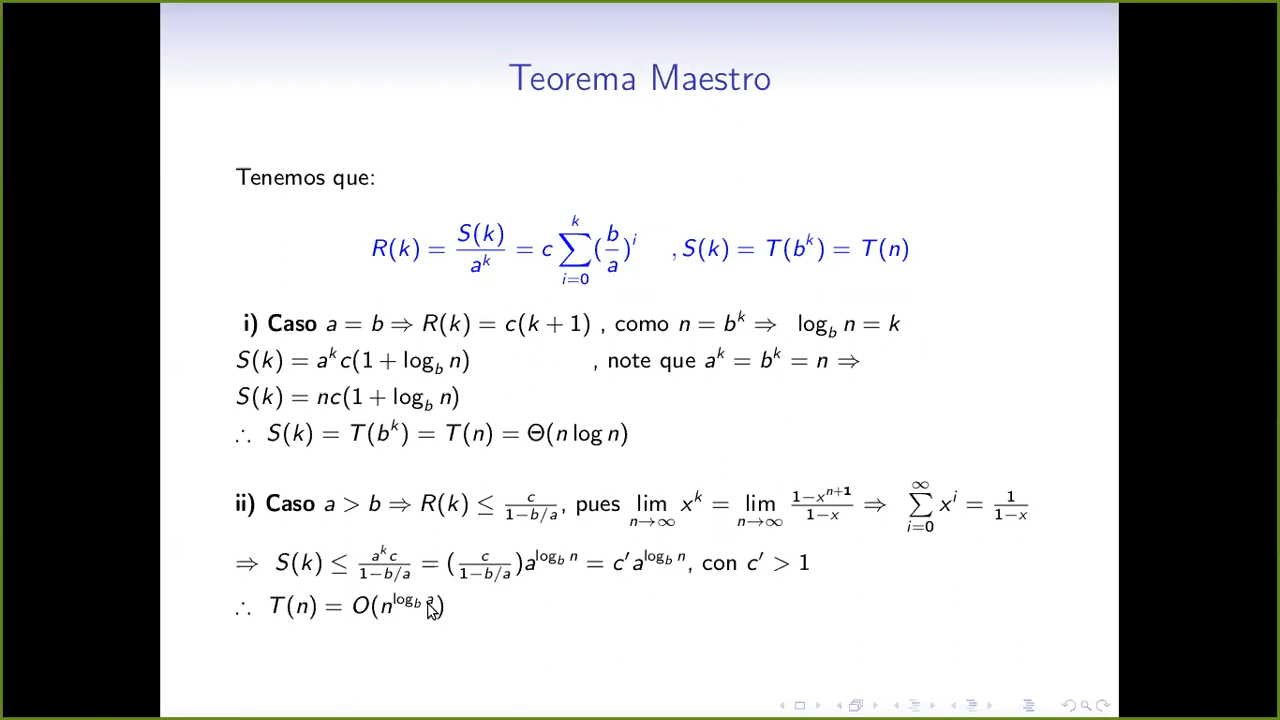 Teorema Maestro
Tenemos que:
R(k) = S(k)/a^k = c ∑_{i=0}^{k} (b/a)^i , S(k) = T(b^k) = T(n)
i) Caso a = b ⇒ R(k) = c(k + 1) , como n = b^k ⇒ log_b n = k
S(k) = a^k c(1 + log_b n) , note que a^k = b^k = n ⇒
S(k) = nc(1 + log_b n)
∴ S(k) = T(b^k) = T(n) = Θ(n log n)
ii) Caso a > b ⇒ R(k) ≤ c/(1−b/a), pues lim_{n→∞} x^k = lim_{n→∞} (1−x^{n+1})/(1−x) ⇒ ∑_{i=0}^{∞} x^i = 1/(1−x)
⇒ S(k) ≤ a^k c/(1−b/a) = (c/(1−b/a))a^{log_b n} = c′a^{log_b n}, con c′ > 1
∴ T(n) = O(n^{log_b a})